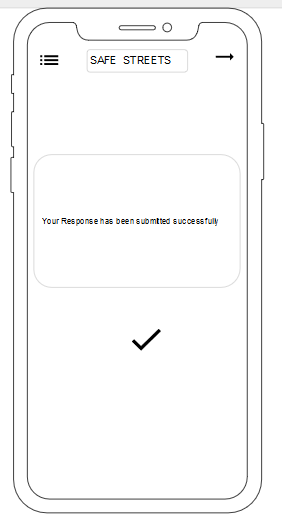 SAFE STREETS
Your Response has been submitted successfully